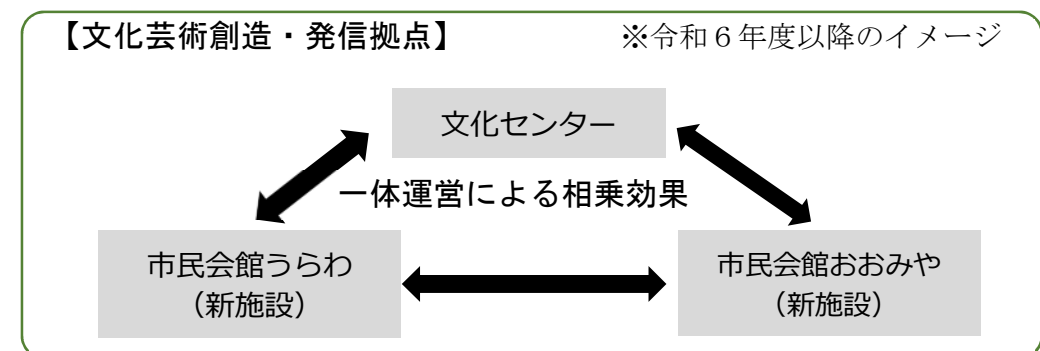 【文化芸術創造・発信拠点】 ※令和６年度以降のイメージ
文化センター
一体運営による相乗効果
市民会館うらわ
（新施設）
市民会館おおみや
（新施設）